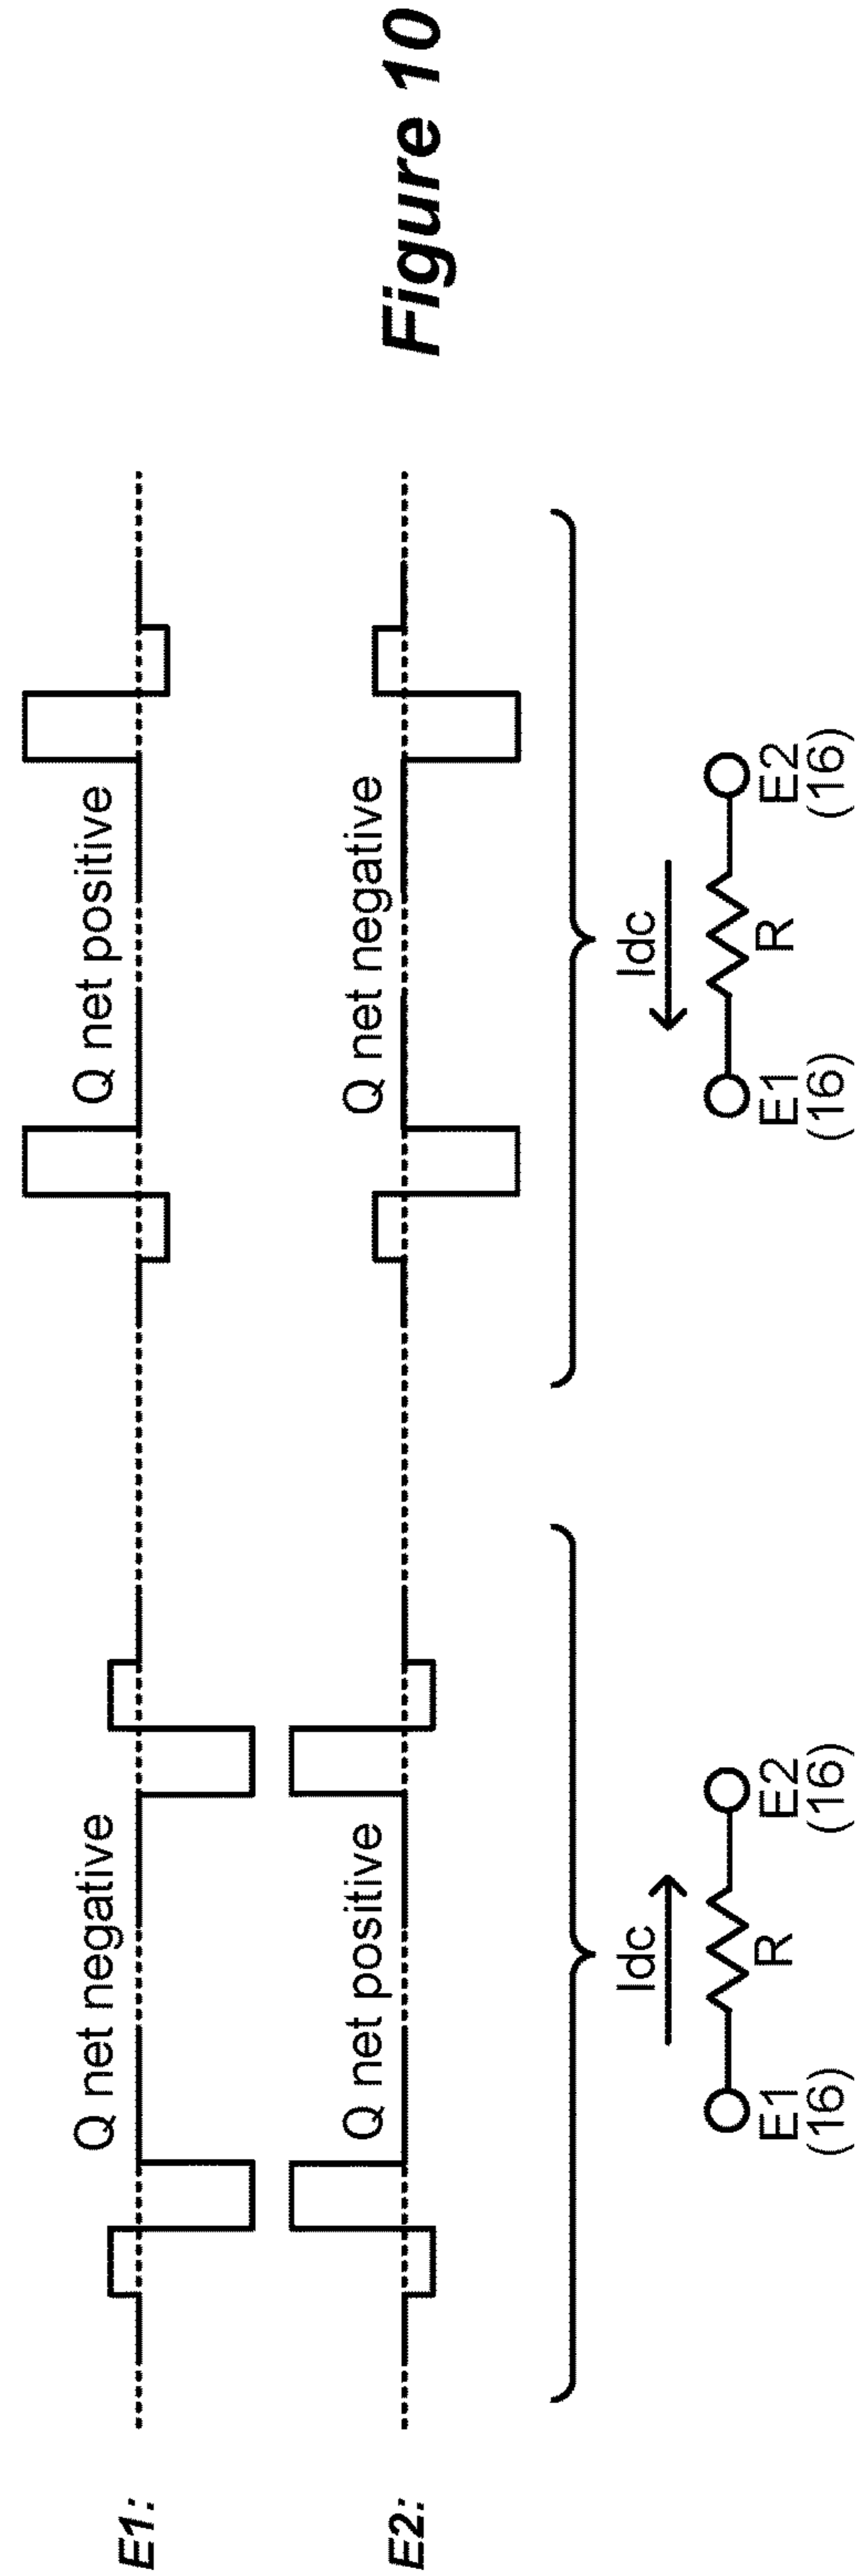 E1:
Q net negative
Q net positive
E2:
Q net positive
Q net negative
Idc
Idc
R
R
E1
(16)
E2
(16)
E1
(16)
E2
(16)
Figure 10